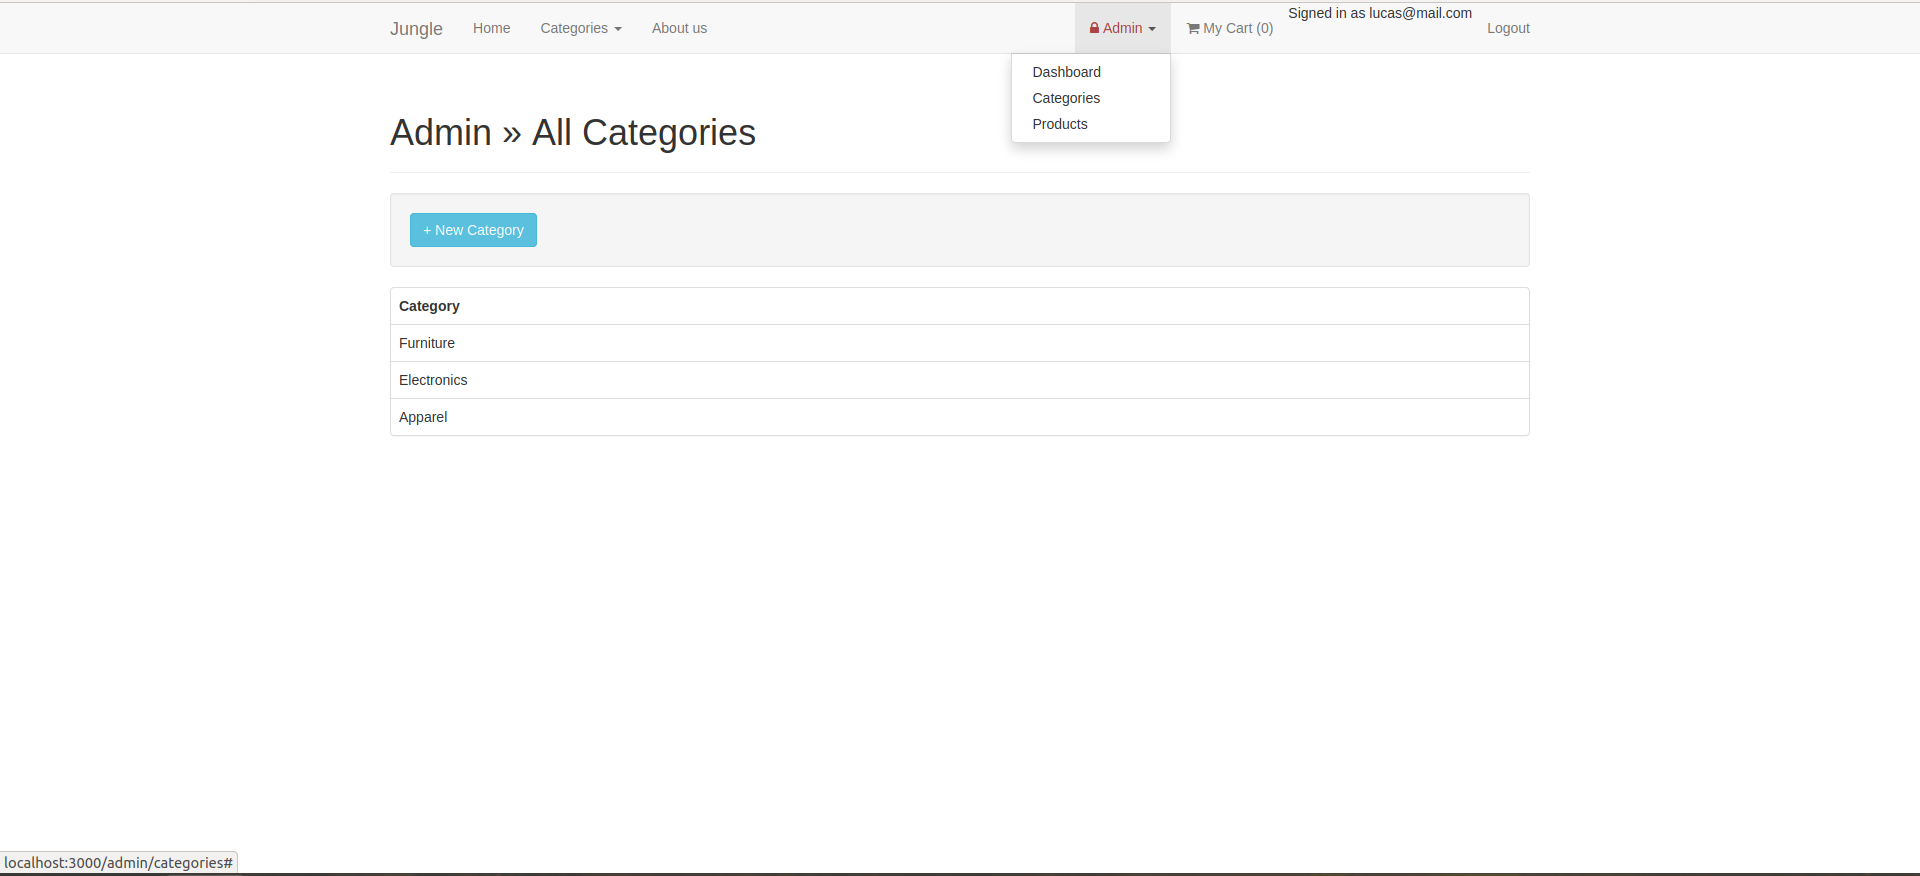 Jungle Home Categories About us Admin My Cart (0) Signed in as lucas@mail.com Logout
Dashboard
Categories
Products
Admin » All Categories
+ New Category
Category
Furniture
Electronics
Apparel
localhost:3000/admin/categories#